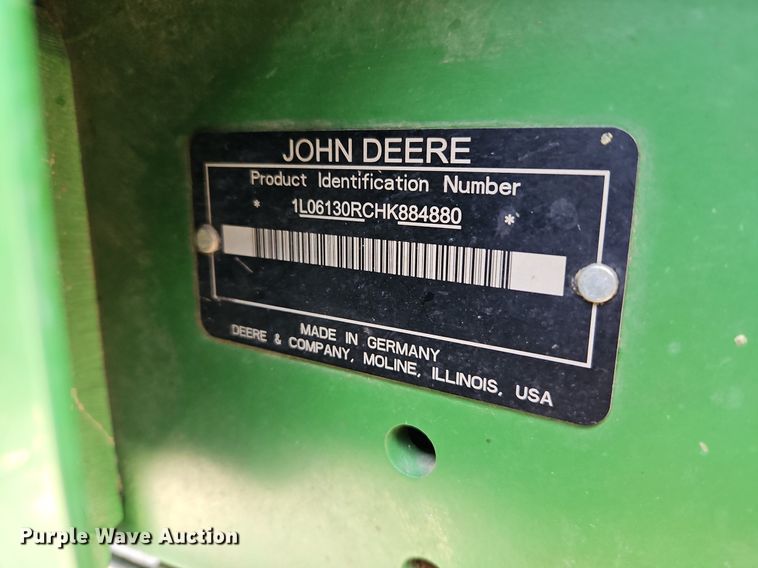 JOHN DEERE
Product Identification Number
* 1L06130RCHK884880 *
MADE IN GERMANY
DEERE & COMPANY, MOLINE, ILLINOIS, USA
Purple Wave Auction